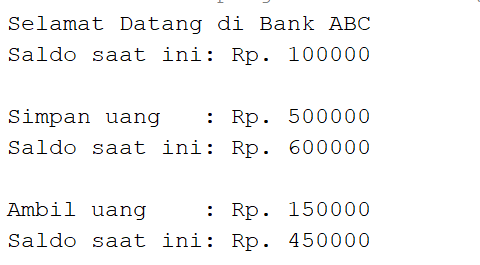 Selamat Datang di Bank ABC
Saldo saat ini: Rp. 100000
Simpan uang   : Rp. 500000
Saldo saat ini: Rp. 600000
Ambil uang    : Rp. 150000
Saldo saat ini: Rp. 450000